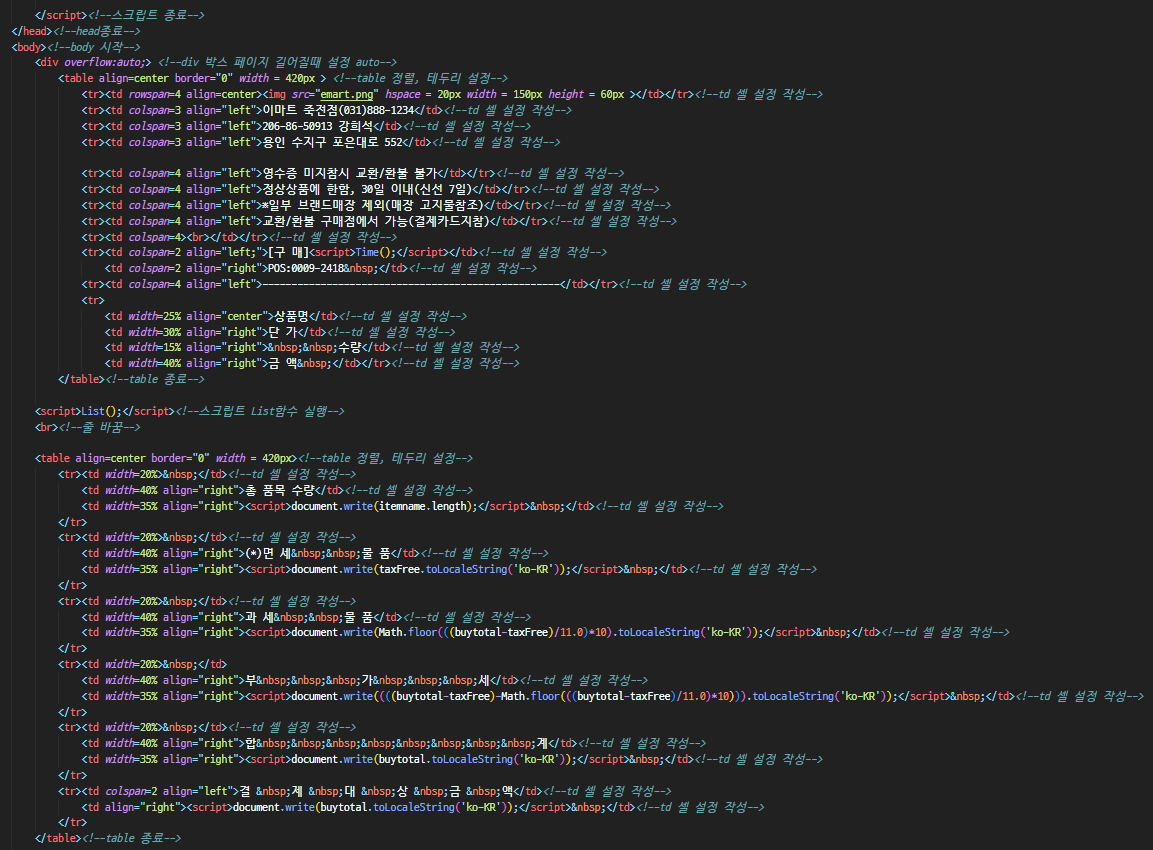 </script><!--스크립트 종료-->
</head><!--head종료-->
<body><!--body 시작-->
<div overflow:auto;> <!--div 박스 페이지 길어질때 설정 auto-->
<table align=center border="0" width = 420px > <!--table 정렬, 테두리 설정-->
<tr><td rowspan=4 align=center><img src="emart.png" hspace = 20px width = 150px height = 60px ></td></tr><!--td 셀 설정 작성-->
<tr><td colspan=3 align="left">이마트 죽전점(031)888-1234</td><!--td 셀 설정 작성-->
<tr><td colspan=3 align="left">206-86-50913 강희석</td><!--td 셀 설정 작성-->
<tr><td colspan=3 align="left">용인 수지구 포은대로 552</td><!--td 셀 설정 작성-->
<tr><td colspan=4 align="left">영수증 미지참시 교환/환불 불가</td></tr><!--td 셀 설정 작성-->
<tr><td colspan=4 align="left">정상상품에 한함, 30일 이내(신선 7일)</td></tr><!--td 셀 설정 작성-->
<tr><td colspan=4 align="left">*일부 브랜드매장 제외(매장 고지물참조)</td></tr><!--td 셀 설정 작성-->
<tr><td colspan=4 align="left">교환/환불 구매점에서 가능(결제카드지참)</td></tr><!--td 셀 설정 작성-->
<tr><td colspan=4><br></td></tr><!--td 셀 설정 작성-->
<tr><td colspan=2 align="left;">[구 매]<script>Time();</script></td><!--td 셀 설정 작성-->
<td colspan=2 align="right">POS:0009-2418&nbsp;</td><!--td 셀 설정 작성-->
<tr><td colspan=4 align="left">---------------------------------------------------</td></tr><!--td 셀 설정 작성-->
<tr>
<td width=25% align="center">상품명</td><!--td 셀 설정 작성-->
<td width=30% align="right">단 가</td><!--td 셀 설정 작성-->
<td width=15% align="right">&nbsp;&nbsp;수량</td><!--td 셀 설정 작성-->
<td width=40% align="right">금 액&nbsp;</td></tr><!--td 셀 설정 작성-->
</table><!--table 종료-->
<script>List();</script><!--스크립트 List함수 실행-->
<br><!--줄 바꿈-->
<table align=center border="0" width = 420px><!--table 정렬, 테두리 설정-->
<tr><td width=20%>&nbsp;</td><!--td 셀 설정 작성-->
<td width=40% align="right">총 품목 수량</td><!--td 셀 설정 작성-->
<td width=35% align="right"><script>document.write(itemname.length);</script>&nbsp;</td><!--td 셀 설정 작성-->
</tr>
<tr><td width=20%>&nbsp;</td><!--td 셀 설정 작성-->
<td width=40% align="right">(*)면 세&nbsp;&nbsp;물 품</td><!--td 셀 설정 작성-->
<td width=35% align="right"><script>document.write(taxFree.toLocaleString('ko-KR'));</script>&nbsp;</td><!--td 셀 설정 작성-->
</tr>
<tr><td width=20%>&nbsp;</td><!--td 셀 설정 작성-->
<td width=40% align="right">과 세&nbsp;&nbsp;물 품</td><!--td 셀 설정 작성-->
<td width=35% align="right"><script>document.write(Math.floor(((buytotal-taxFree)/11.0)*10).toLocaleString('ko-KR'));</script>&nbsp;</td><!--td 셀 설정 작성-->
</tr>
<tr><td width=20%>&nbsp;</td>
<td width=40% align="right">부&nbsp;&nbsp;&nbsp;가&nbsp;&nbsp;&nbsp;세</td><!--td 셀 설정 작성-->
<td width=35% align="right"><script>document.write((((buytotal-taxFree)-Math.floor(((buytotal-taxFree)/11.0)*10))).toLocaleString('ko-KR'));</script>&nbsp;</td><!--td 셀 설정 작성-->
</tr>
<tr><td width=20%>&nbsp;</td><!--td 셀 설정 작성-->
<td width=40% align="right">합&nbsp;&nbsp;&nbsp;&nbsp;&nbsp;&nbsp;&nbsp;&nbsp;계</td><!--td 셀 설정 작성-->
<td width=35% align="right"><script>document.write(buytotal.toLocaleString('ko-KR'));</script>&nbsp;</td><!--td 셀 설정 작성-->
</tr>
<tr><td colspan=2 align="left">결 &nbsp;제 &nbsp;대 &nbsp;상 &nbsp;금 &nbsp;액</td><!--td 셀 설정 작성-->
<td align="right"><script>document.write(buytotal.toLocaleString('ko-KR'));</script>&nbsp;</td><!--td 셀 설정 작성-->
</tr>
</table><!--table 종료-->